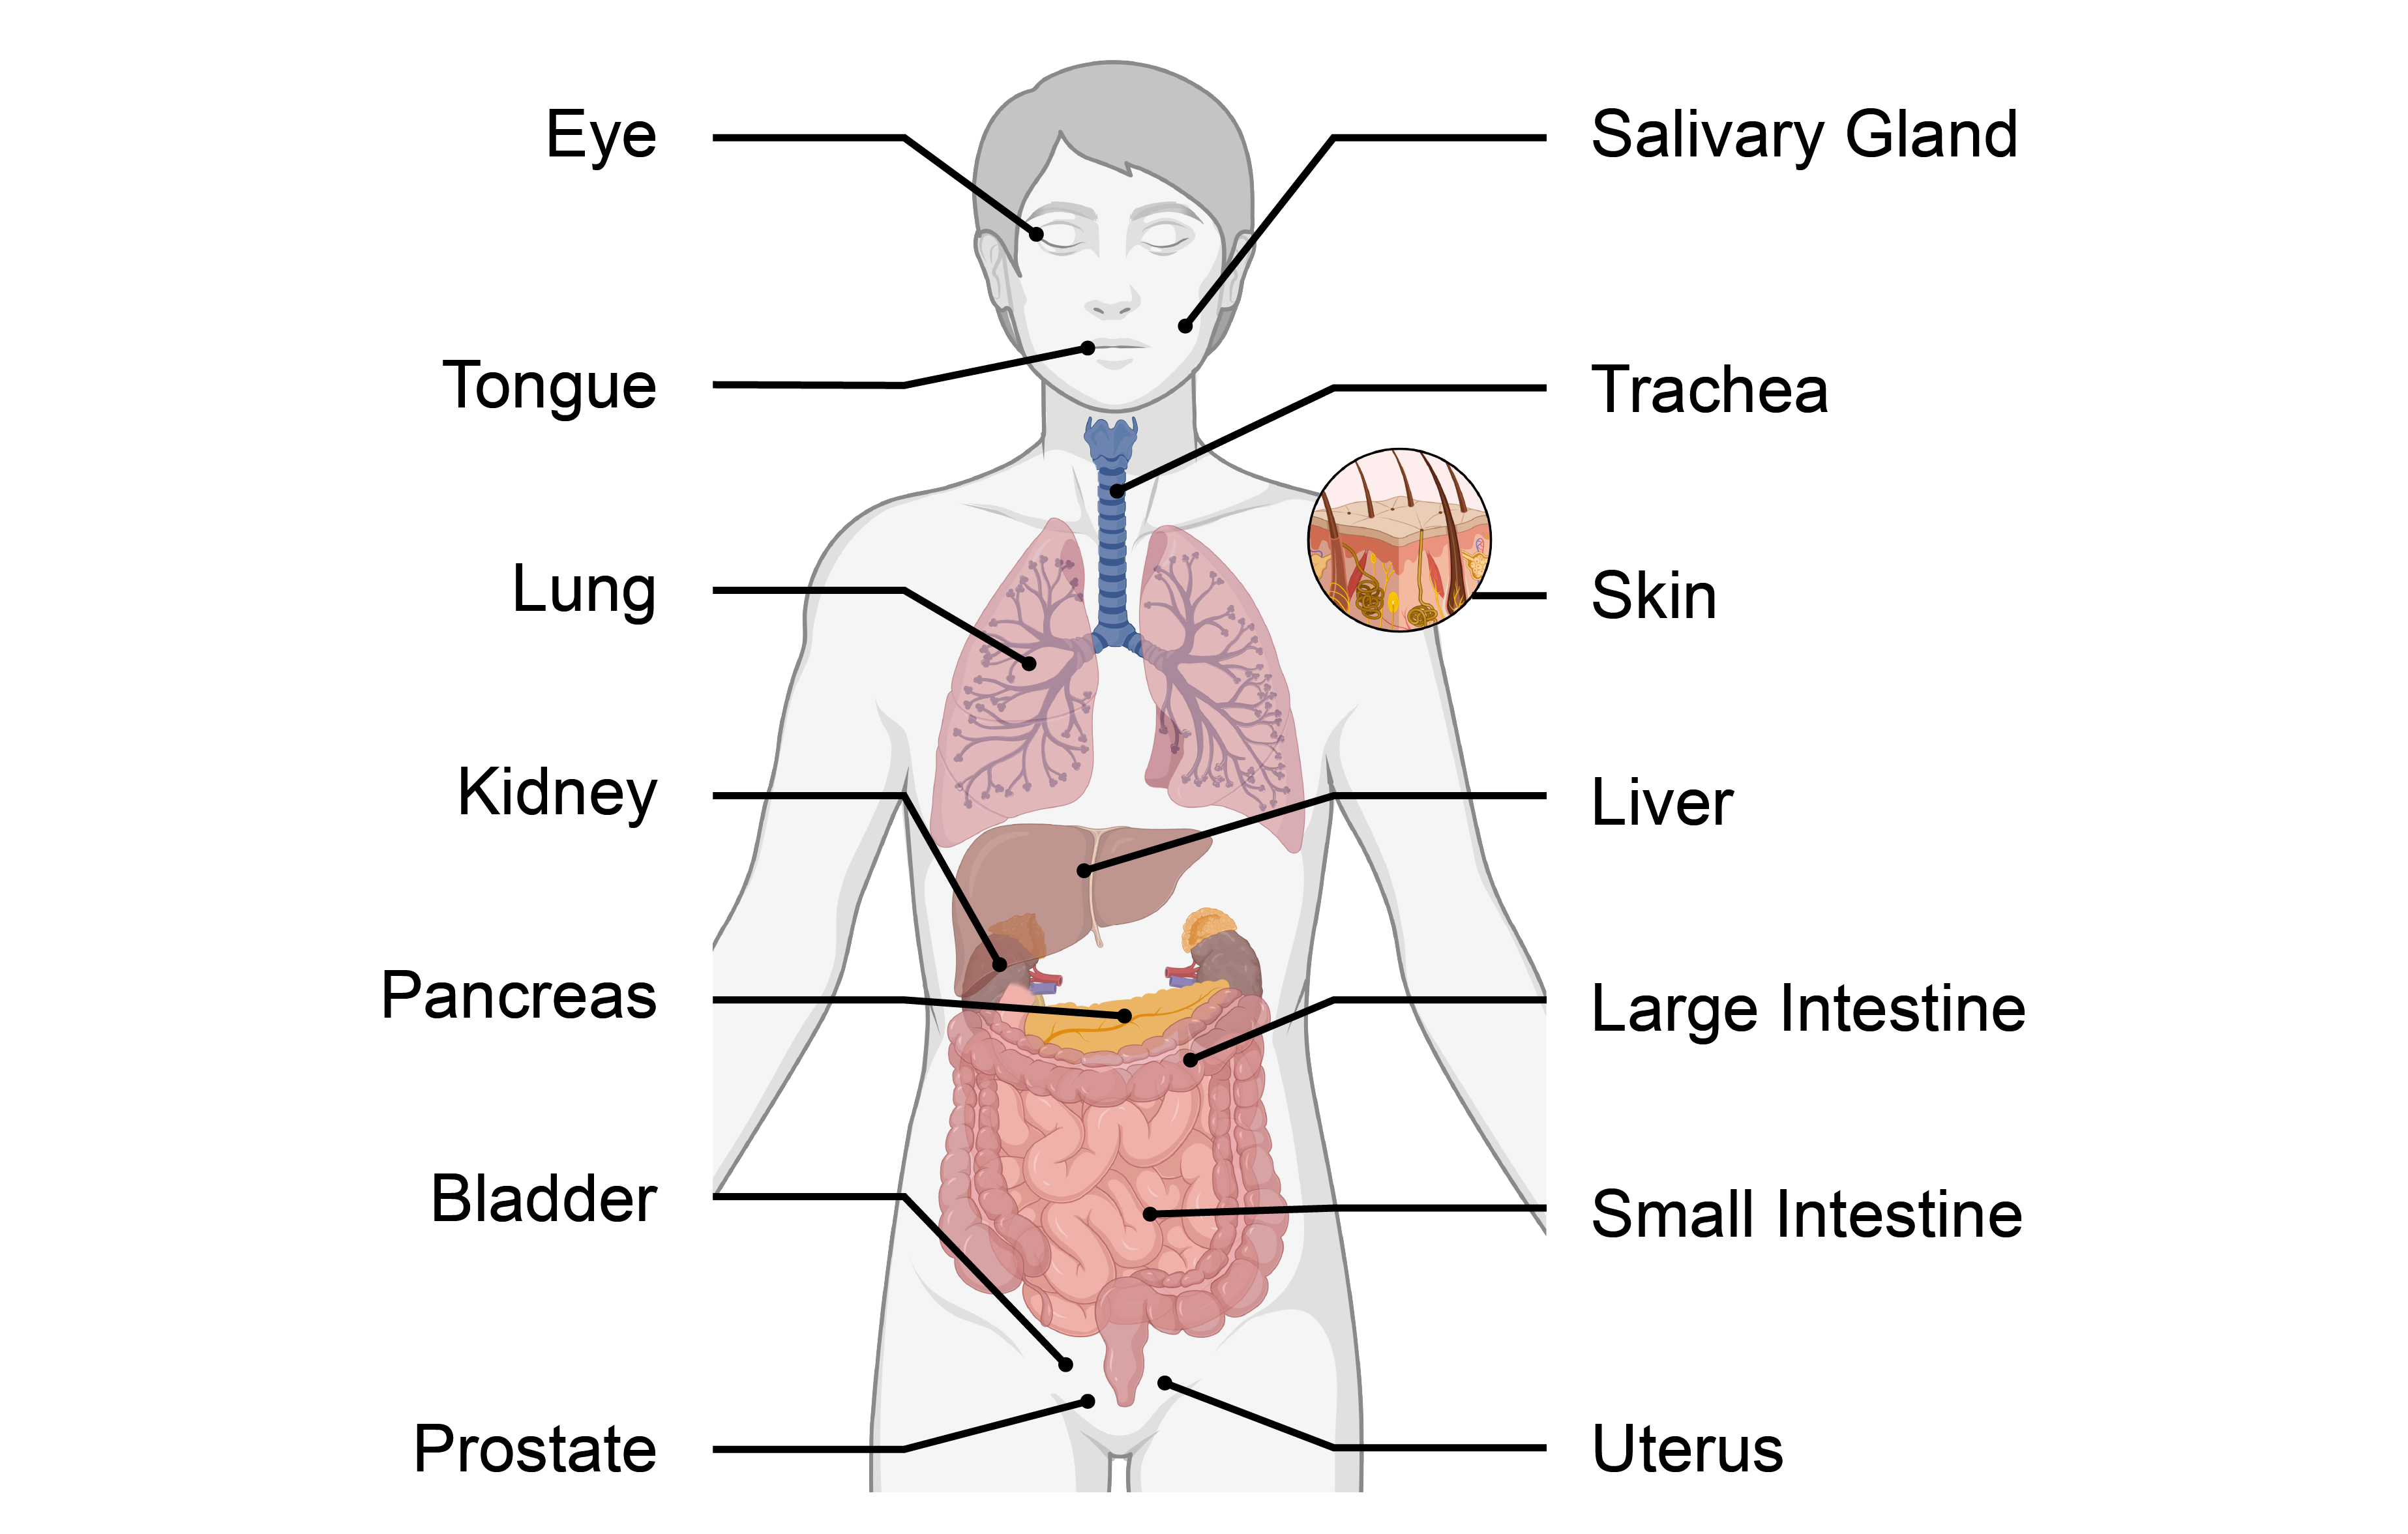 Eye
Tongue
Lung
Kidney
Pancreas
Bladder
Prostate
Salivary Gland
Trachea
Skin
Liver
Large Intestine
Small Intestine
Uterus